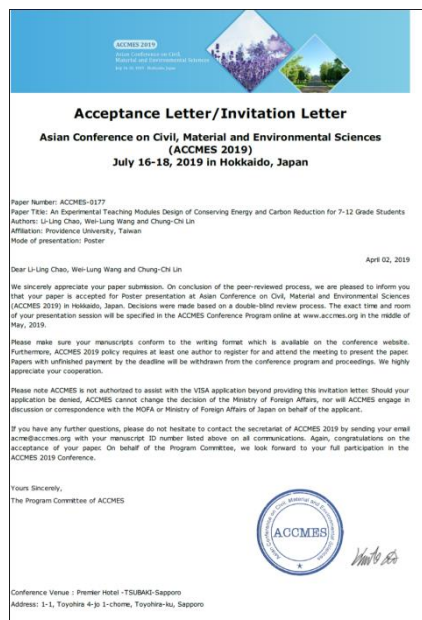 ACCMES 2019
Asian Conference on Civil,
Material and Environmental Sciences
Acceptance Letter/Invitation Letter
Asian Conference on Civil, Material and Environmental Sciences
(ACCMES 2019)
July 16-18, 2019 in Hokkaido, Japan
Paper Number: ACCMES-0177
Paper Title: An Experimental Teaching Modules Design of Conserving Energy and Carbon Reduction for 7-12 Grade Students
Authors: Li-Ling Chao, Wei-Lung Wang and Chung-Chi Lin
Affiliation: Providence University, Taiwan
Mode of presentation: Poster
April 02, 2019
Dear Li-Ling Chao, Wei-Lung Wang and Chung-Chi Lin
We sincerely appreciate your paper submission. On conclusion of the peer-reviewed process, we are pleased to inform you
that your paper is accepted for Poster presentation at Asian Conference on Civil, Material and Environmental Sciences
(ACCMES 2019) in Hokkaido, Japan. Decisions were made based on a double-blind review process. The exact time and room
of your presentation session will be specified in the ACCMES Conference Program online at www.accmes.org in the middle of
May, 2019.
Please make sure your manuscripts conform to the writing format which is available on the conference website.
Furthermore, ACCMES 2019 policy requires at least one author to register for and attend the meeting to present the paper.
Papers with unfinished payment by the deadline will be withdrawn from the conference program and proceedings. We highly
appreciate your cooperation.
Please note ACCMES is not authorized to assist with the VISA application beyond providing this invitation letter. Should your
application be denied, ACCMES cannot change the decision of the Ministry of Foreign Affairs, nor will ACCMES engage in
discussion or correspondence with the MOFA or Ministry of Foreign Affairs of Japan on behalf of the applicant.
If you have any further questions, please do not hesitate to contact the secretariat of ACCMES 2019 by sending your email
acme@accmes.org with your manuscript ID number listed above on all communications. Again, congratulations on the
acceptance of your paper. On behalf of the Program Committee, we look forward to your full participation in the
ACCMES 2019 Conference.
Yours Sincerely,
The Program Committee of ACCMES
Asian Conference on Civil, Material and Environmental Sciences
ACCMES
Conference Venue : Premier Hotel -TSUBAKI-Sapporo
Address: 1-1, Toyohira 4-jo 1-chome, Toyohira-ku, Sapporo